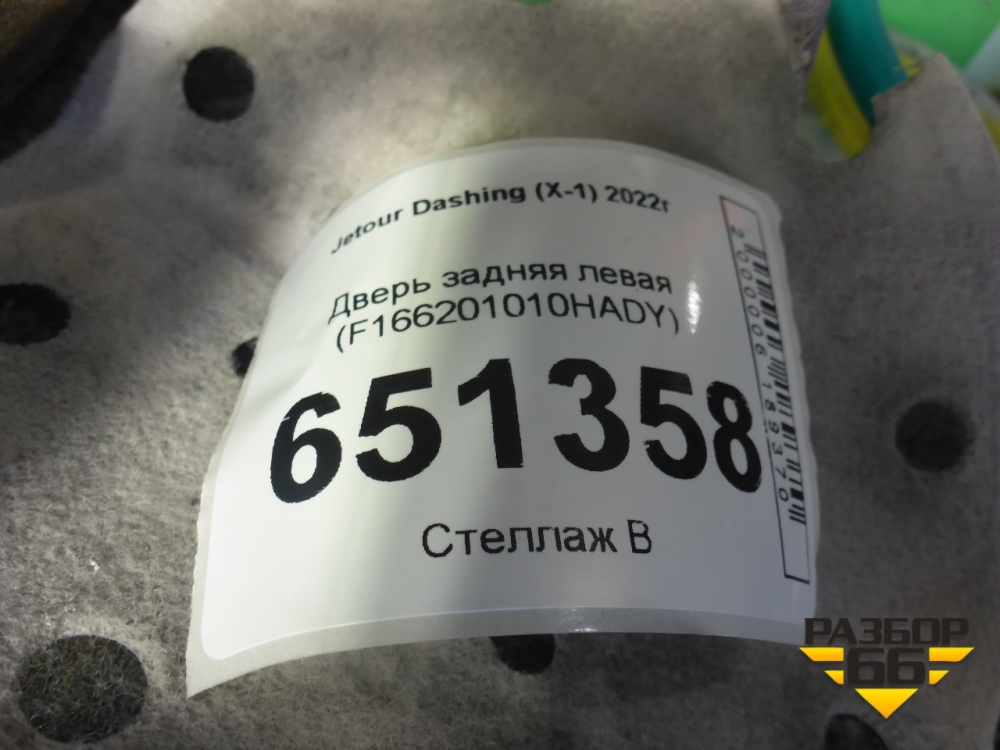 Jetour Dashing (X-1) 2022г
Дверь задняя левая
(F166201010HADY)
651358
Стеллаж В
2000006189370
РАЗБОР
66